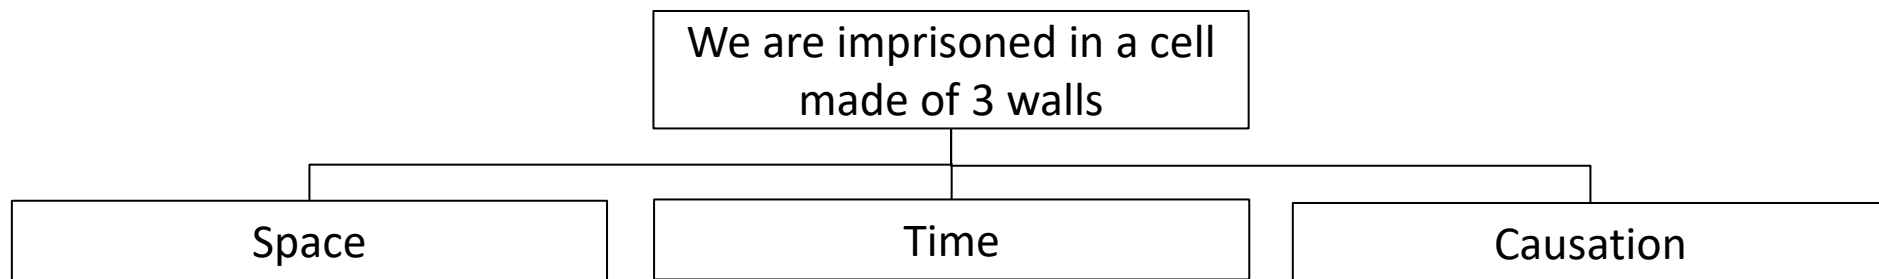 We are imprisoned in a cell
made of 3 walls
Space
Time
Causation